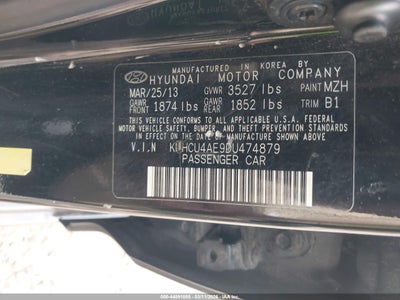 MANUFACTURED IN KOREA BY
HYUNDAI MOTOR COMPANY
MAR/25/13 GVWR 3527 lbs PAINT MZH
GAWR FRONT 1874 lbs GAWR REAR 1852 lbs TRIM B1
THIS VEHICLE CONFORMS TO ALL APPLICABLE
U.S. FEDERAL MOTOR VEHICLE SAFETY,
BUMPER, AND THEFT PREVENTION STANDARDS IN
EFFECT ON THE DATE OF MANUFACTURE SHOWN ABOVE.
V.I.N KMHCU4AE9DU474879
PASSENGER CAR